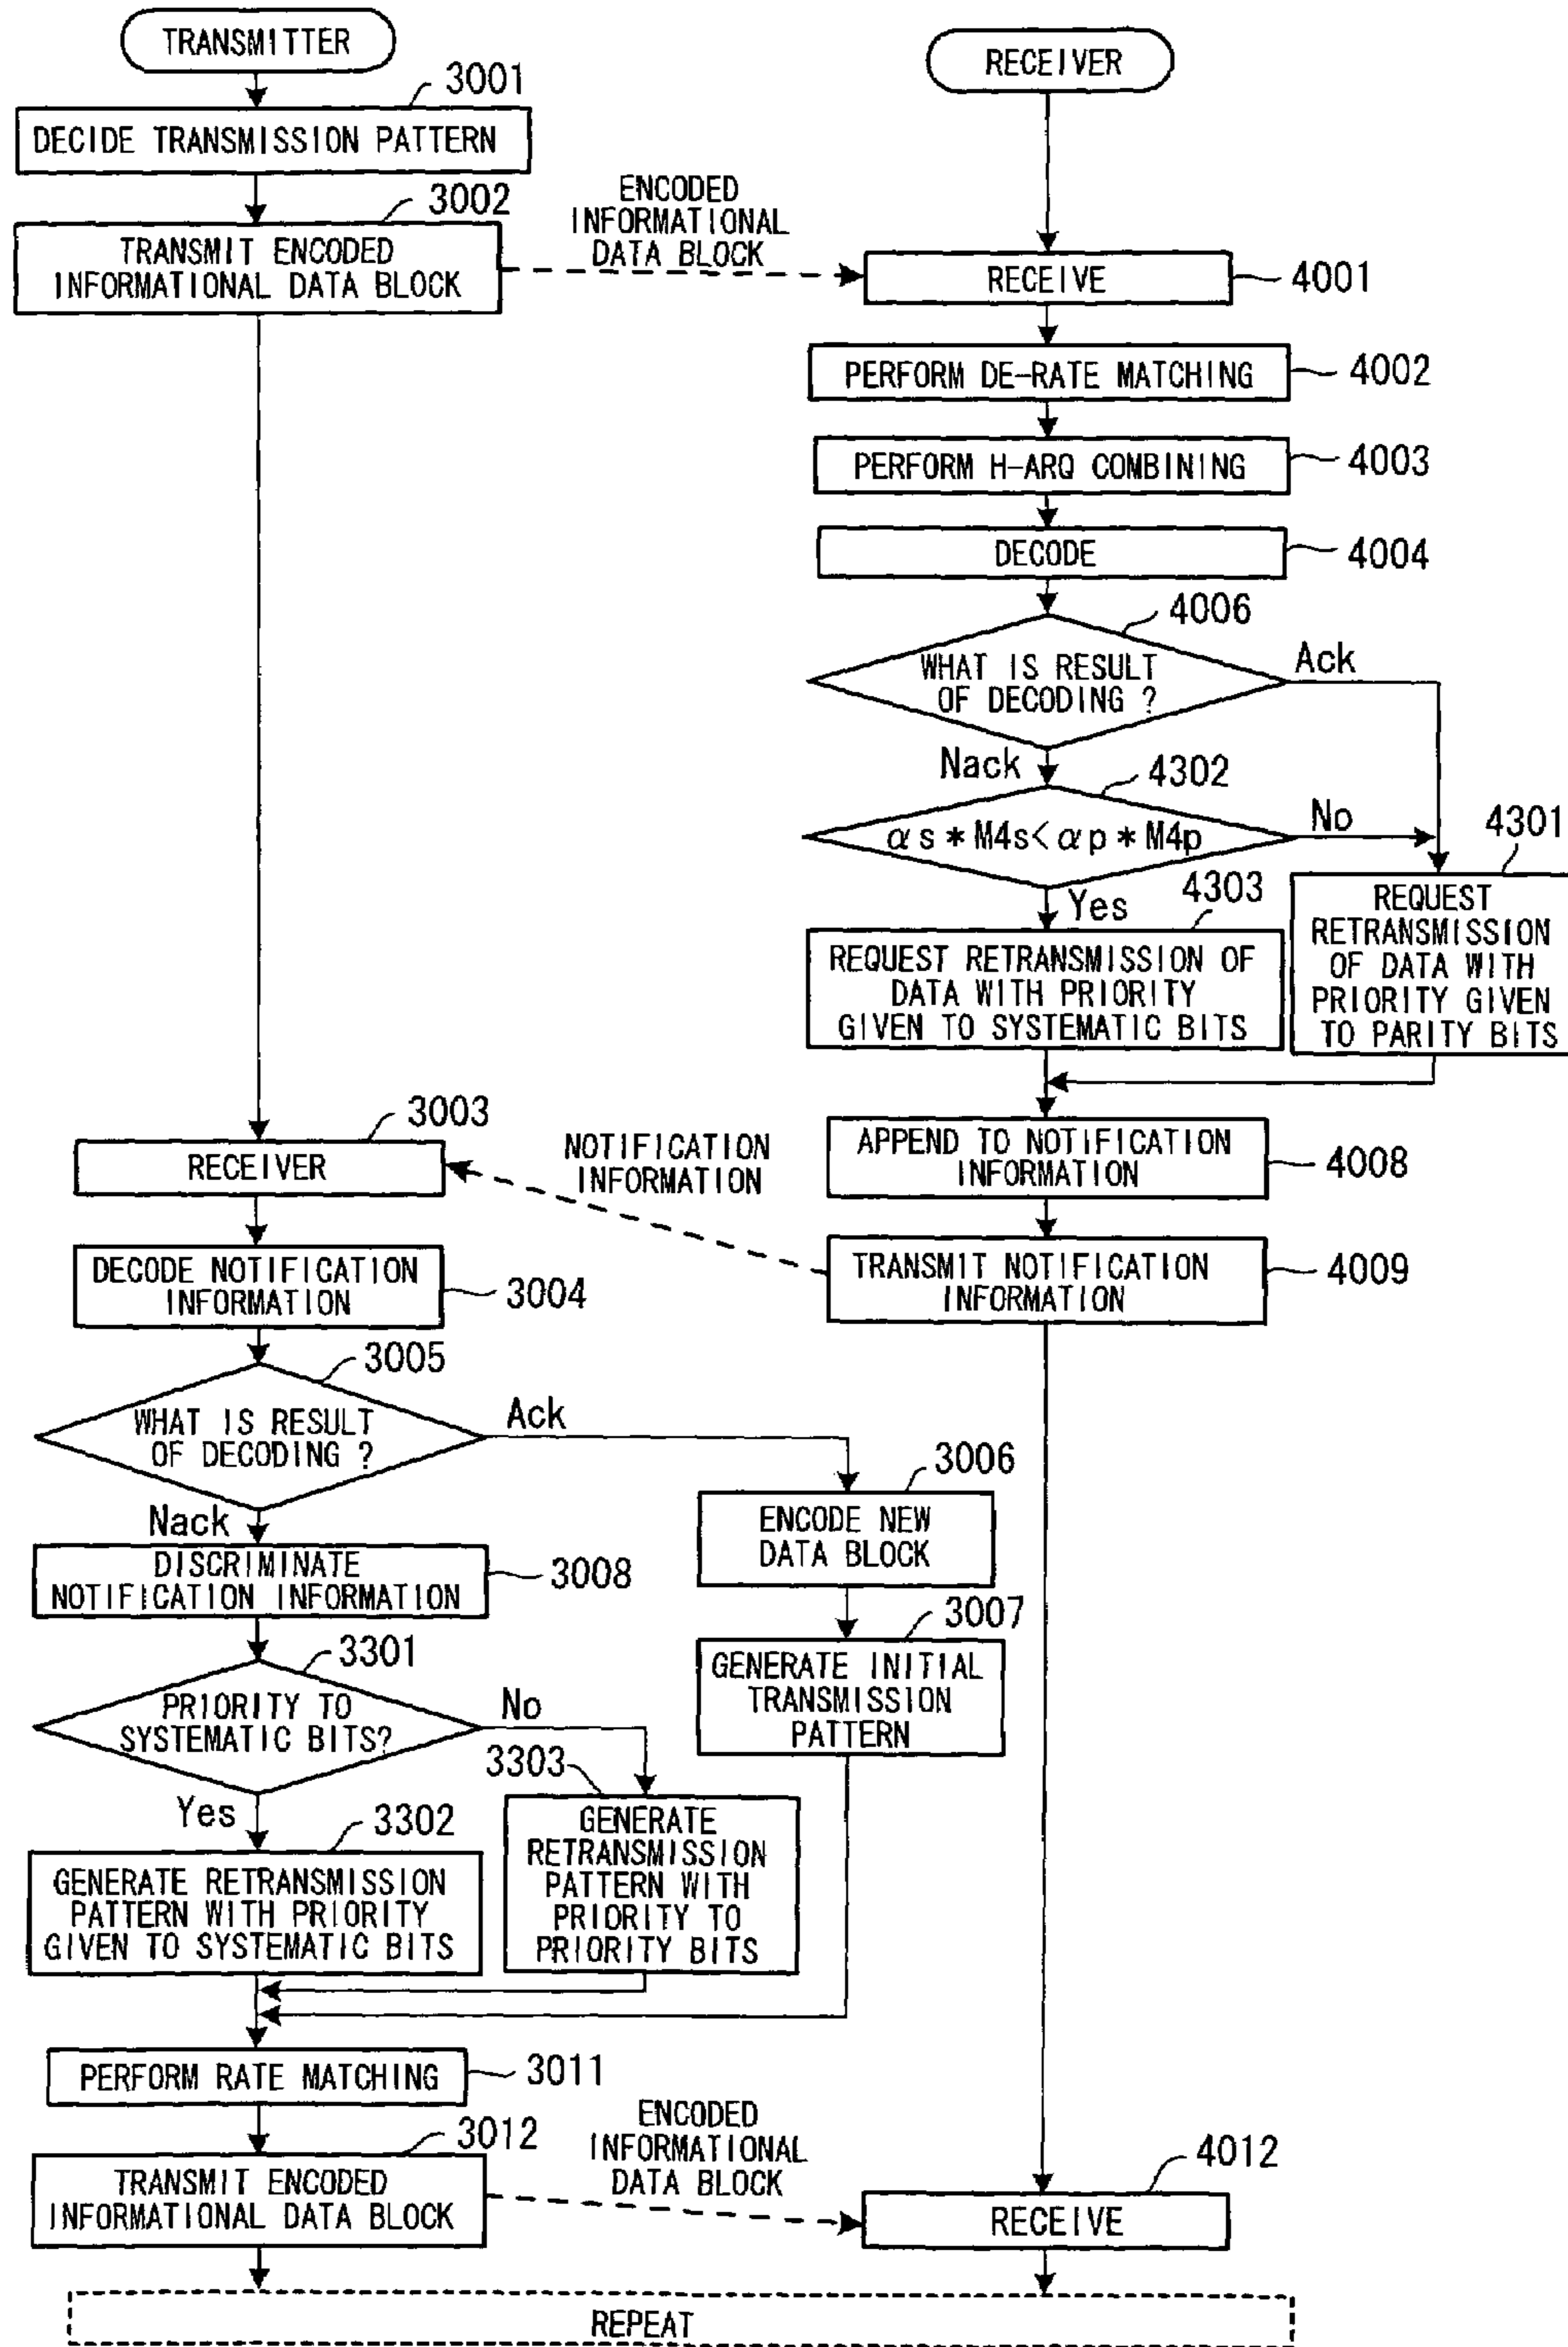 TRANSMITTER
3001
DECIDE TRANSMISSION PATTERN
3002
TRANSMIT ENCODED
INFORMATIONAL DATA BLOCK
ENCODED
INFORMATIONAL
DATA BLOCK
RECEIVER
RECEIVE
4001
PERFORM DE-RATE MATCHING
4002
PERFORM H-ARQ COMBINING
4003
DECODE
4004
4006
WHAT IS RESULT
OF DECODING ?
Ack
Nack
4302
αs * M4s<αp * M4p
No
4301
Yes
4303
REQUEST RETRANSMISSION OF
DATA WITH PRIORITY
GIVEN TO SYSTEMATIC BITS
REQUEST
RETRANSMISSION
OF DATA WITH
PRIORITY GIVEN
TO PARITY BITS
APPEND TO NOTIFICATION
INFORMATION
4008
TRANSMIT NOTIFICATION
INFORMATION
4009
NOTIFICATION
INFORMATION
3003
RECEIVER
DECODE NOTIFICATION
INFORMATION
3004
3005
WHAT IS RESULT
OF DECODING ?
Ack
3006
ENCODE NEW
DATA BLOCK
3007
GENERATE INITIAL
TRANSMISSION
PATTERN
Nack
DISCRIMINATE
NOTIFICATION INFORMATION
3008
3301
PRIORITY TO
SYSTEMATIC BITS?
No
3303
GENERATE
RETRANSMISSION
PATTERN WITH
PRIORITY TO
PRIORITY BITS
Yes
3302
GENERATE RETRANSMISSION
PATTERN WITH PRIORITY
GIVEN TO SYSTEMATIC BITS
PERFORM RATE MATCHING
3011
3012
TRANSMIT ENCODED
INFORMATIONAL DATA BLOCK
ENCODED
INFORMATIONAL
DATA BLOCK
4012
RECEIVE
REPEAT